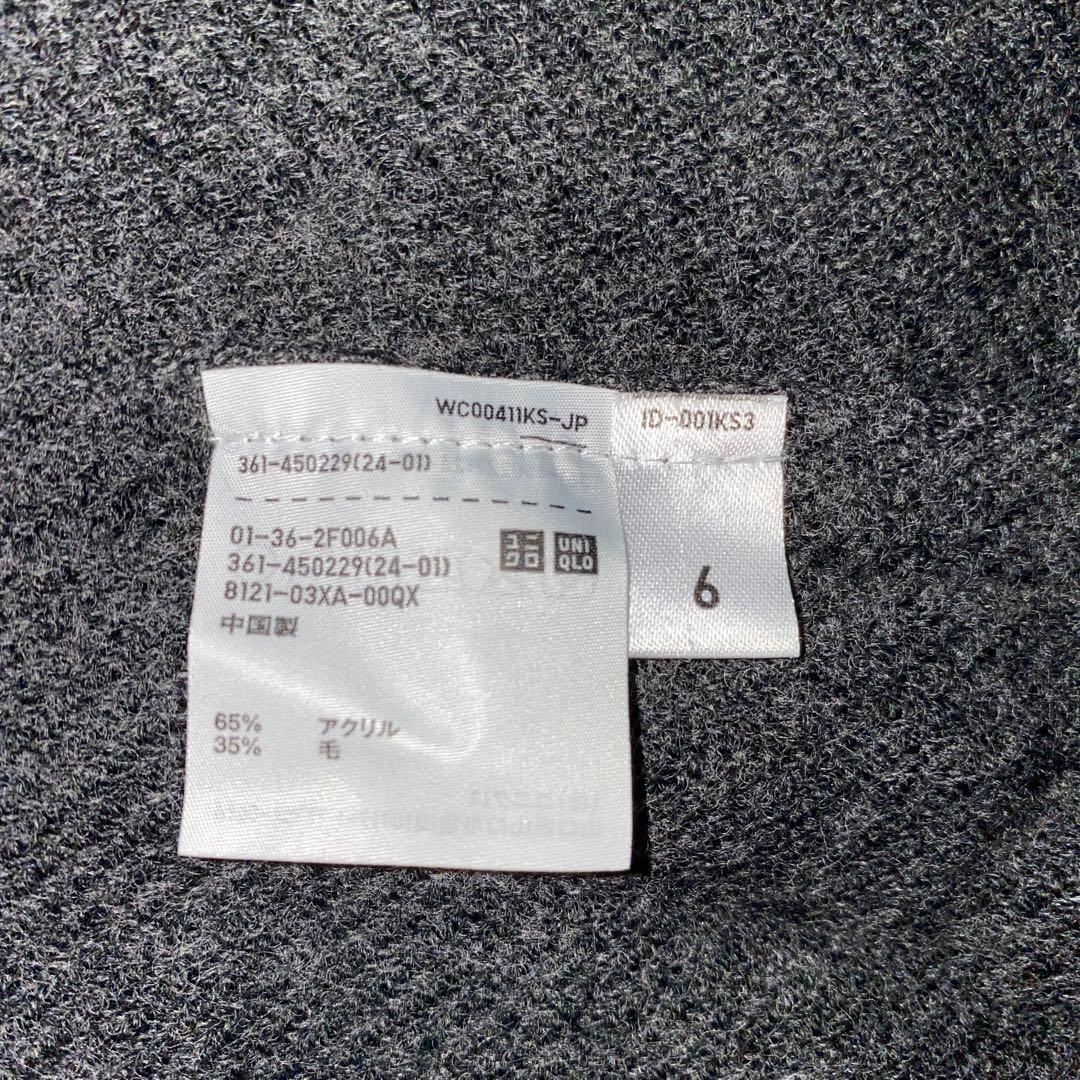 WC00411KS-JP
ID-001KS3
361-450229(24-01)
01-36-2F006A
361-450229(24-01)
8121-03XA-00QX
中国製
ユニ
クロ
UNI
QLO
6
65% アクリル
35% 毛